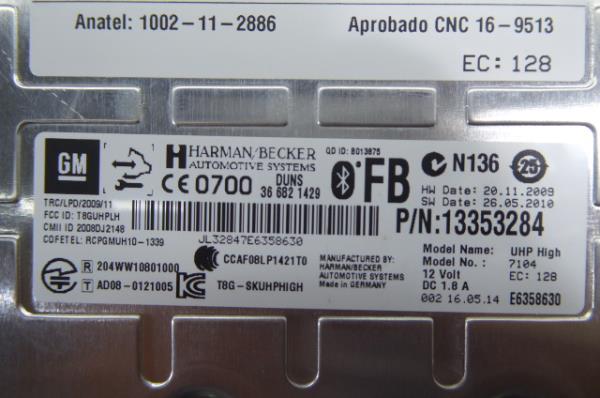 Anatel: 1002-11-2886 Aprobado CNC 16-9513
EC: 128
GM
HARMAN/BECKER
AUTOMOTIVE SYSTEMS
QD ID: B013875
FB
N136
25
CE 0700 DUNS
36 682 1429
HW Date: 20.11.2009
SW Date: 26.05.2010
TRC/LPD/2009/11
FCC ID: T8GUHPLH
CMII ID 2008DJ2148
COFETEL: RCPGMUH10-1339
P/N:13353284
JL32847E6358630
R 204WW10801000
T AD08-0121005
CCAF08LP1421T0
T8G-SKUHPHIGH
MANUFACTURED BY:
HARMAN/BECKER
AUTOMOTIVE SYSTEMS
Made in GERMANY
Model Name: UHP High
Model No.: 7104
12 Volt EC: 128
DC 1.8 A
002 16.05.14 E6358630